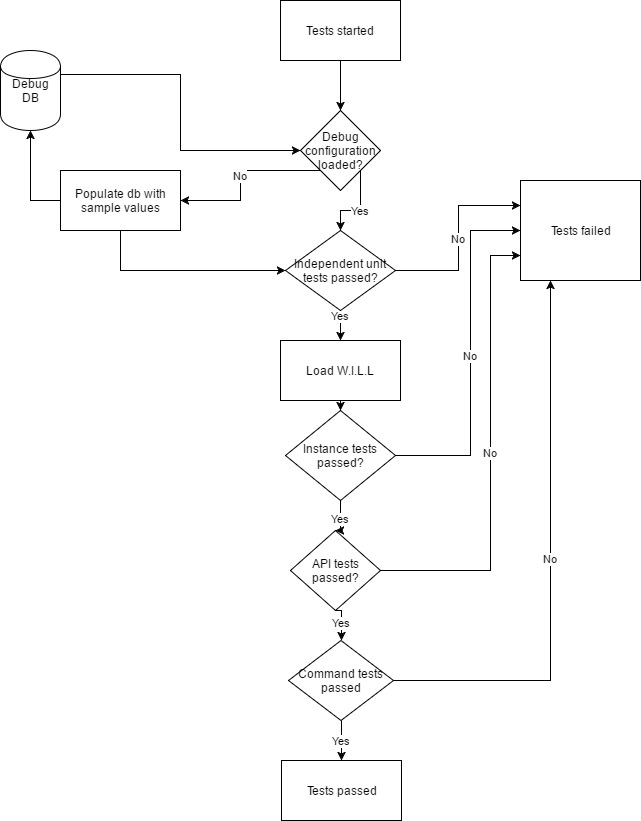 Tests started
Debug
DB
Debug
configuration
loaded?
No
Populate db with
sample values
Yes
Tests failed
No
Independent unit
tests passed?
Yes
Load W.I.L.L
No
Instance tests
passed?
No
Yes
API tests
passed?
No
Yes
Command tests
passed
Yes
Tests passed